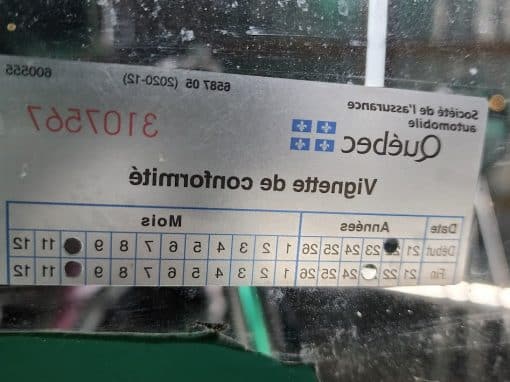 Société de l'assurance
automobile
Québec
6587 05 (2020-12)
600555
3107567
Vignette de conformité
Date Années Mois
Début 21 23 24 25 26 1 2 3 4 5 6 7 8 9 11 12
Fin 21 22 24 25 26 1 2 3 4 5 6 7 8 9 11 12